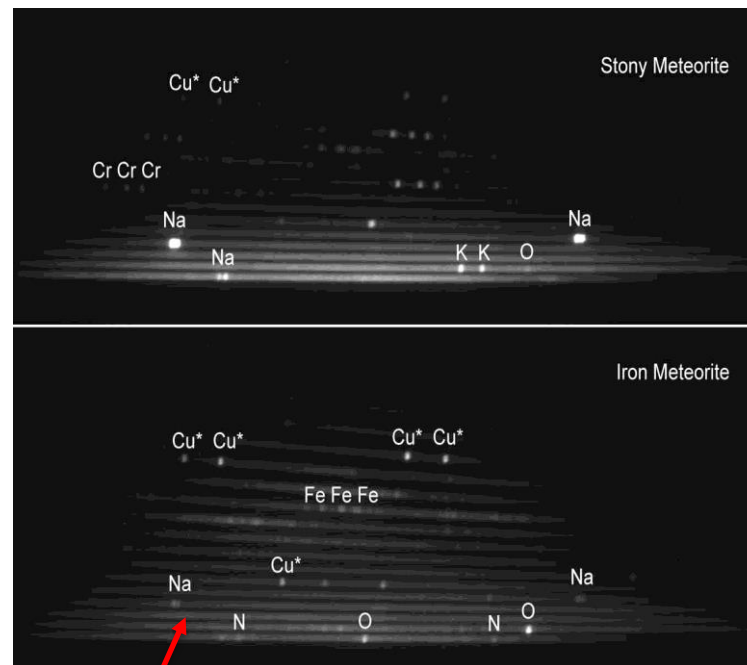 Stony Meteorite
Cu* Cu*
Cr Cr Cr
Na
Na
Na
K K O
Iron Meteorite
Cu* Cu*
Cu* Cu*
Fe Fe Fe
Cu*
Na
Na
N
O
N
O